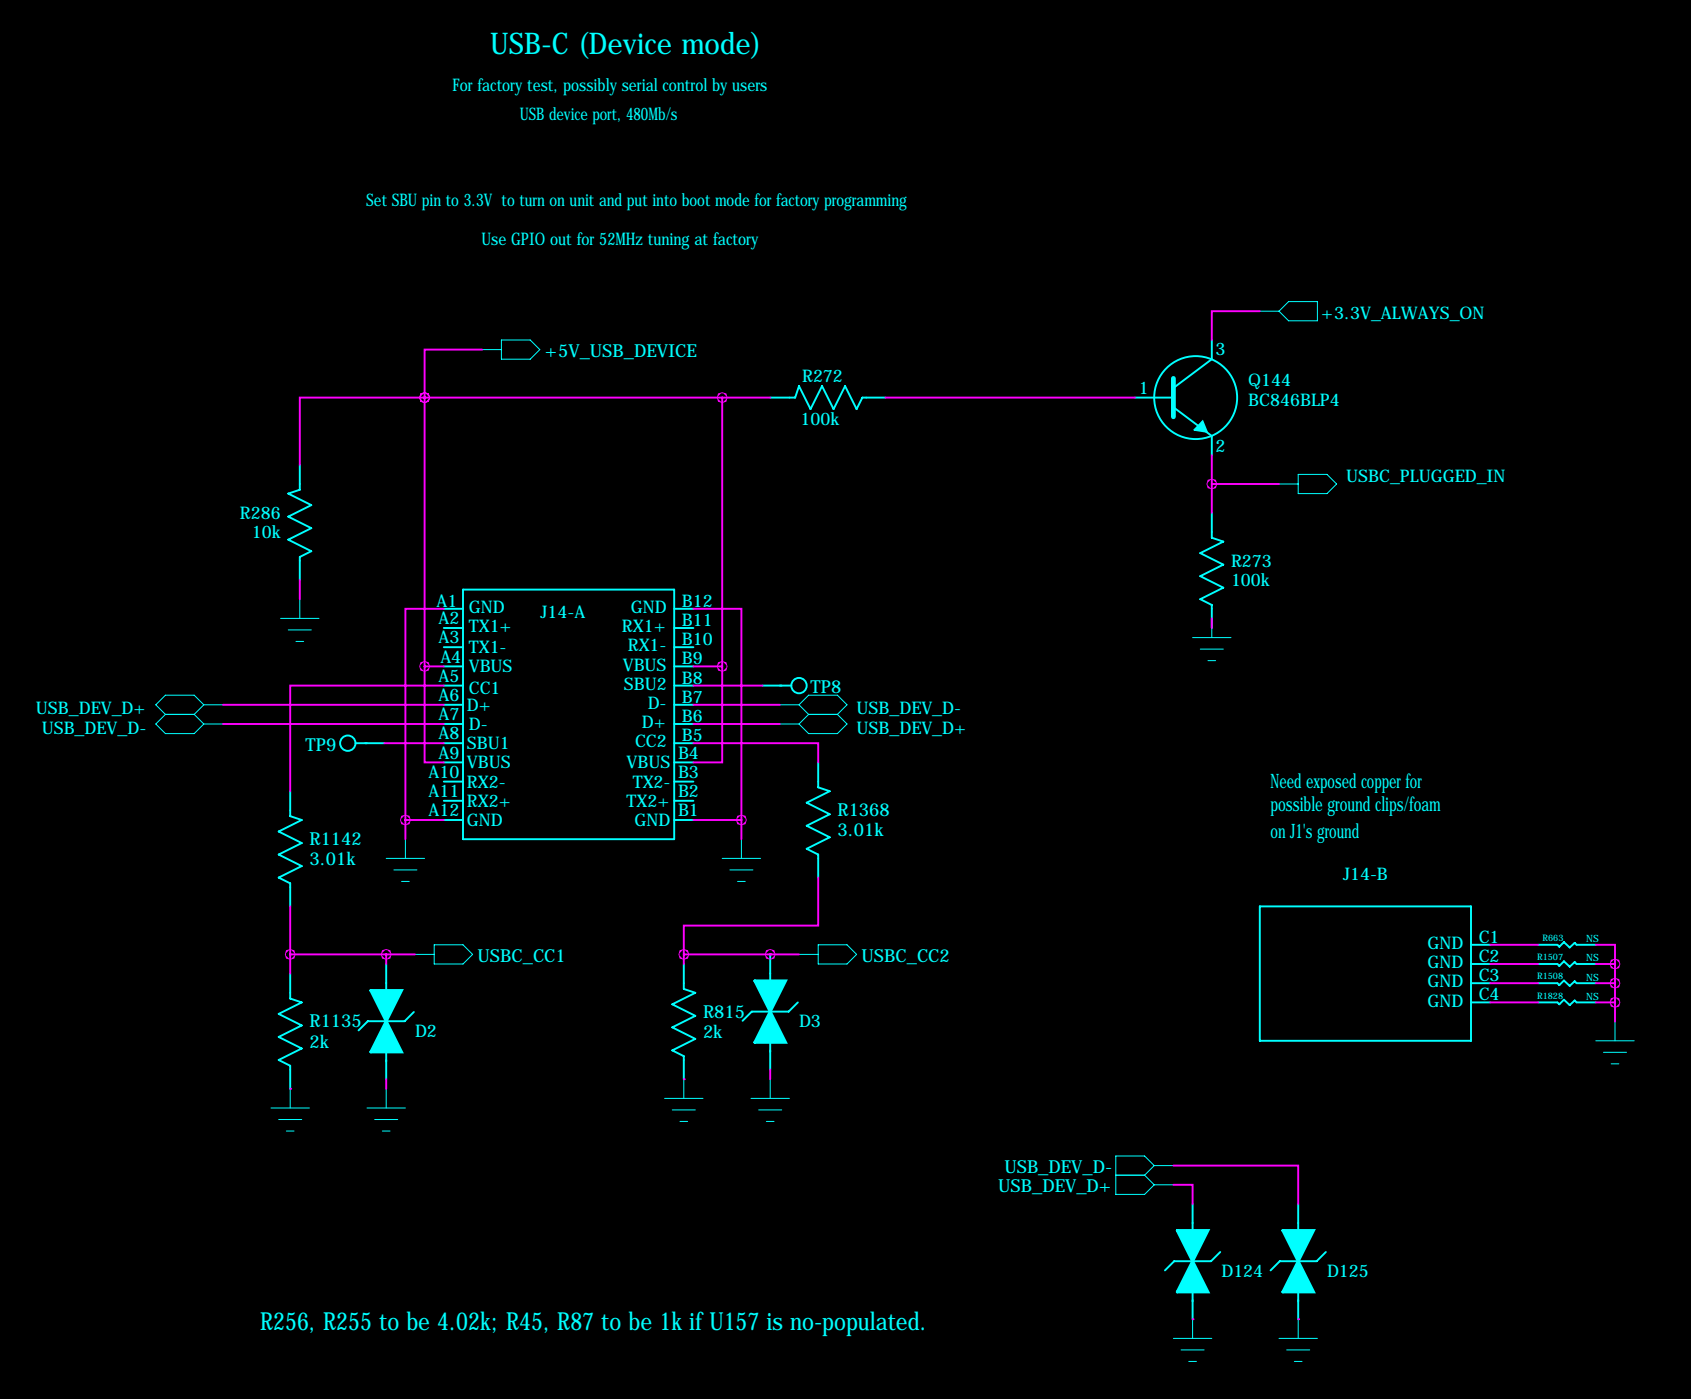 USB-C (Device mode)
For factory test, possibly serial control by users
USB device port, 480Mb/s
Set SBU pin to 3.3V  to turn on unit and put into boot mode for factory programming
Use GPIO out for 52MHz tuning at factory
+3.3V_ALWAYS_ON
3
+5V_USB_DEVICE
R272
100k
1
Q144
BC846BLP4
2
USBC_PLUGGED_IN
R286
10k
R273
100k
J14-A
A1 GND GND B12
A2 TX1+ RX1+ B11
A3 TX1- RX1- B10
A4 VBUS VBUS B9
A5 CC1 SBU2 B8 TP8
USB_DEV_D+ A6 D+ D- B7 USB_DEV_D-
USB_DEV_D- A7 D- D+ B6 USB_DEV_D+
TP9 A8 SBU1 CC2 B5
A9 VBUS VBUS B4
A10 RX2- TX2- B3
A11 RX2+ TX2+ B2
A12 GND GND B1
R1142
3.01k
R1368
3.01k
Need exposed copper for
possible ground clips/foam
on J1's ground
J14-B
GND C1 R663 NS
GND C2 R1507 NS
GND C3 R1508 NS
GND C4 R1828 NS
USBC_CC1
USBC_CC2
R1135
2k
D2
R815
2k
D3
USB_DEV_D-
USB_DEV_D+
D124
D125
R256, R255 to be 4.02k; R45, R87 to be 1k if U157 is no-populated.